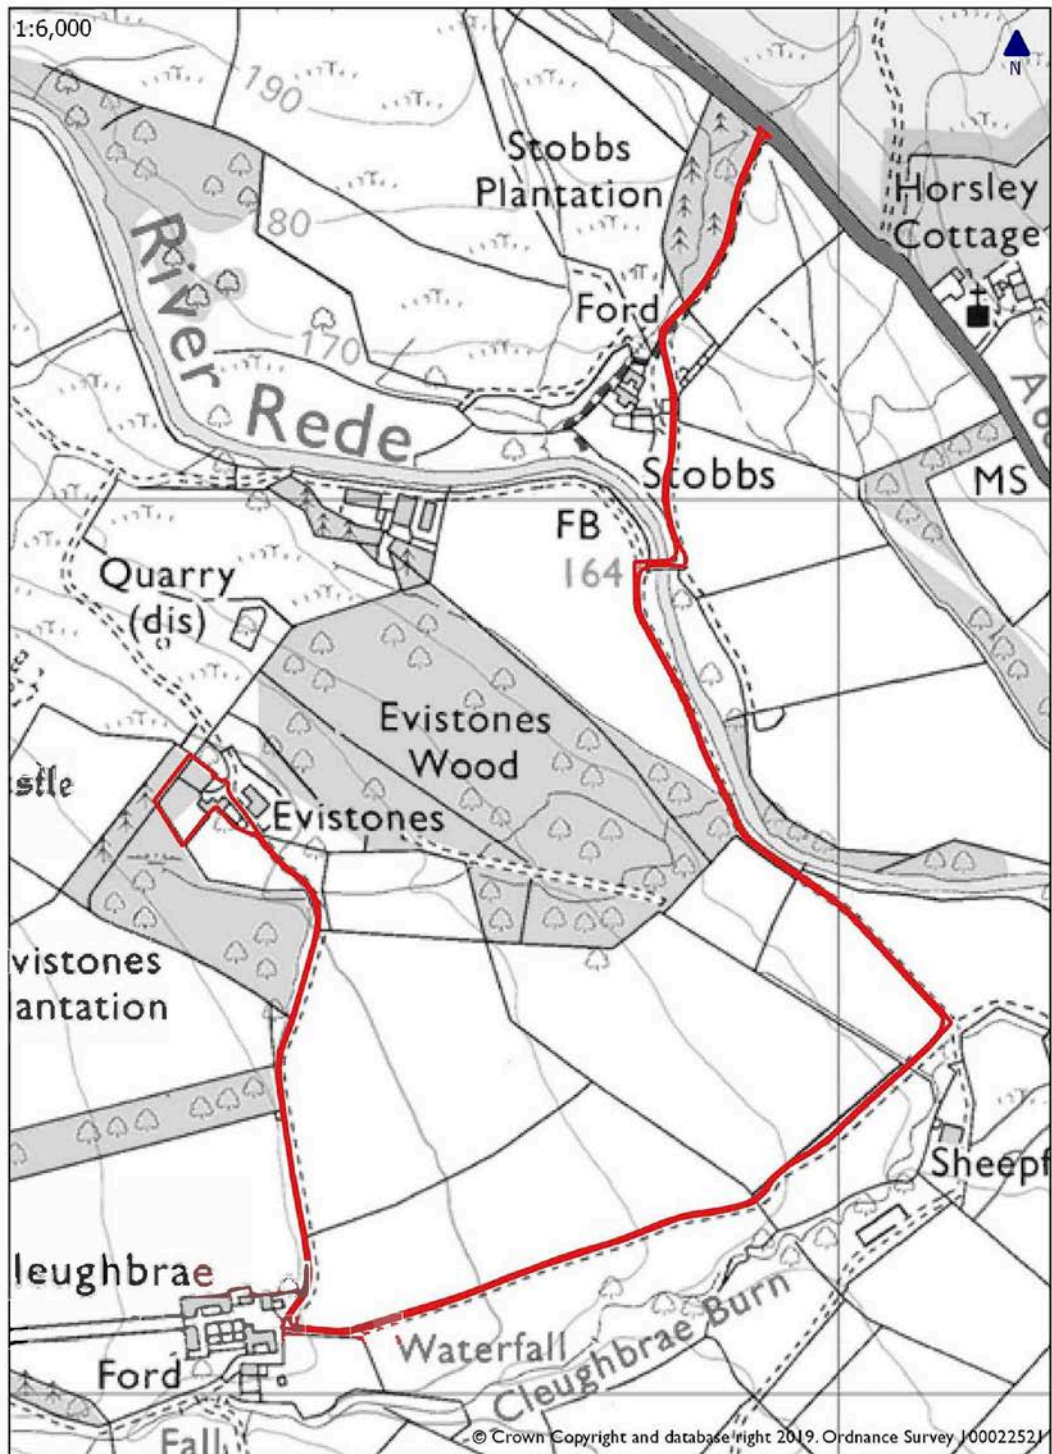 1:6,000
N
190
Stobbs
Plantation
Horsley
Cottage
80
River Rede
Ford
170
Stobbs
MS
FB
164
Quarry
(dis)
Evistones
Wood
stle
Evistones
vistones
lantation
Sheepf
leughbrae
Waterfall
Cleughbrae Burn
Ford
Fall
© Crown Copyright and database right 2019. Ordnance Survey 100022521